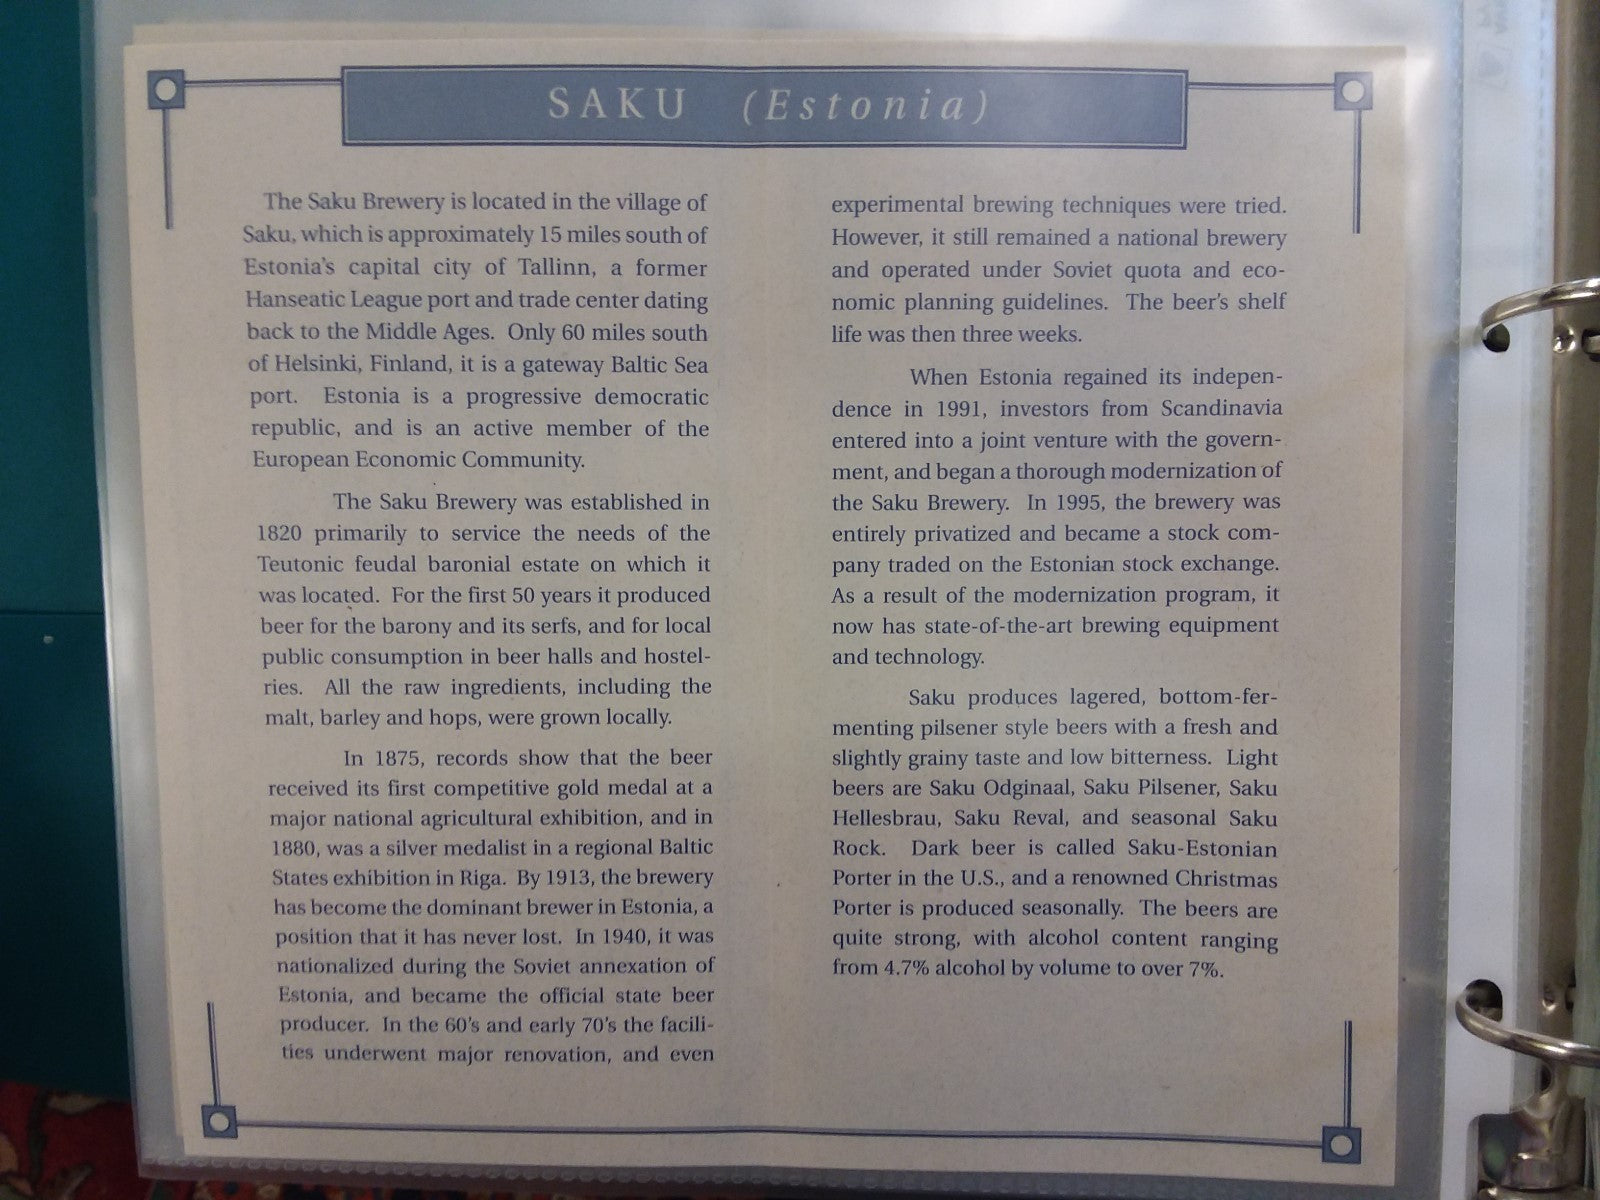 SAKU (Estonia)
The Saku Brewery is located in the village of
Saku, which is approximately 15 miles south of
Estonia's capital city of Tallinn, a former
Hanseatic League port and trade center dating
back to the Middle Ages. Only 60 miles south
of Helsinki, Finland, it is a gateway Baltic Sea
port. Estonia is a progressive democratic
republic, and is an active member of the
European Economic Community.
The Saku Brewery was established in
1820 primarily to service the needs of the
Teutonic feudal baronial estate on which it
was located. For the first 50 years it produced
beer for the barony and its serfs, and for local
public consumption in beer halls and hostel-
ries. All the raw ingredients, including the
malt, barley and hops, were grown locally.
In 1875, records show that the beer
received its first competitive gold medal at a
major national agricultural exhibition, and in
1880, was a silver medalist in a regional Baltic
States exhibition in Riga. By 1913, the brewery
has become the dominant brewer in Estonia, a
position that it has never lost. In 1940, it was
nationalized during the Soviet annexation of
Estonia, and became the official state beer
producer. In the 60's and early 70's the facili-
ties underwent major renovation, and even
experimental brewing techniques were tried.
However, it still remained a national brewery
and operated under Soviet quota and eco-
nomic planning guidelines. The beer's shelf
life was then three weeks.
When Estonia regained its indepen-
dence in 1991, investors from Scandinavia
entered into a joint venture with the govern-
ment, and began a thorough modernization of
the Saku Brewery. In 1995, the brewery was
entirely privatized and became a stock com-
pany traded on the Estonian stock exchange.
As a result of the modernization program, it
now has state-of-the-art brewing equipment
and technology.
Saku produces lagered, bottom-fer-
menting pilsener style beers with a fresh and
slightly grainy taste and low bitterness. Light
beers are Saku Odginaal, Saku Pilsener, Saku
Hellesbrau, Saku Reval, and seasonal Saku
Rock. Dark beer is called Saku-Estonian
Porter in the U.S., and a renowned Christmas
Porter is produced seasonally. The beers are
quite strong, with alcohol content ranging
from 4.7% alcohol by volume to over 7%.